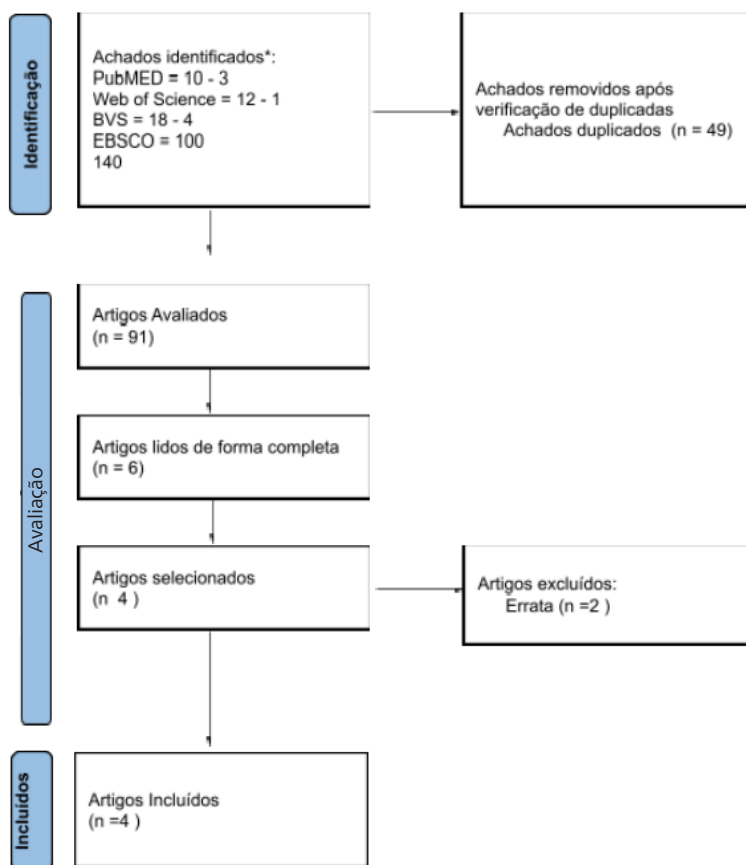 Identificação
Achados identificados*:
PubMED = 10 - 3
Web of Science = 12 - 1
BVS = 18 - 4
EBSCO = 100
140
Achados removidos após
verificação de duplicadas
Achados duplicados (n = 49)
Avaliação
Artigos Avaliados
(n = 91)
Artigos lidos de forma completa
(n = 6)
Artigos selecionados
(n 4 )
Artigos excluídos:
Errata (n =2 )
Incluídos
Artigos Incluídos
(n =4 )